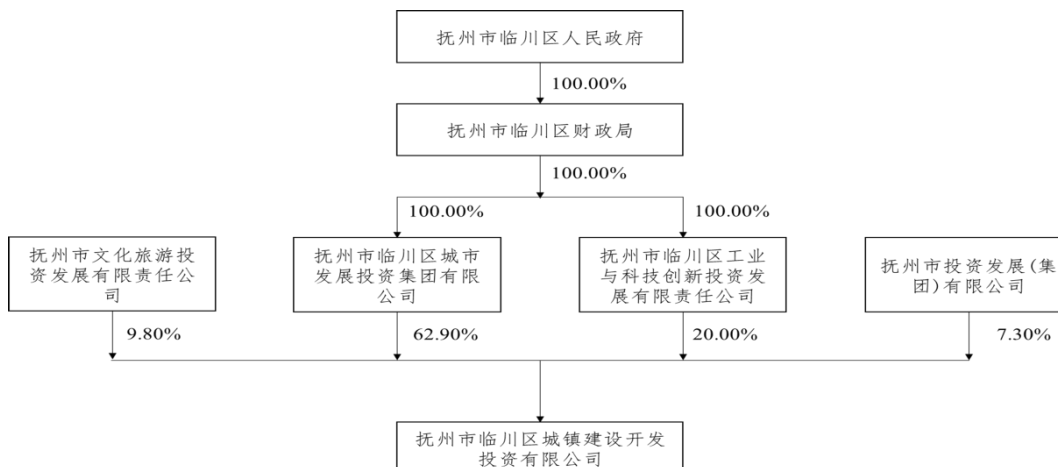 抚州市临川区人民政府
100.00%
抚州市临川区财政局
100.00%
100.00%
100.00%
抚州市文化旅游投
资发展有限责任公
司
抚州市临川区城市
发展投资集团有限
公司
抚州市临川区工业
与科技创新投资发
展有限责任公司
抚州市投资发展(集
团)有限公司
9.80%
62.90%
20.00%
7.30%
抚州市临川区城镇建设开发
投资有限公司